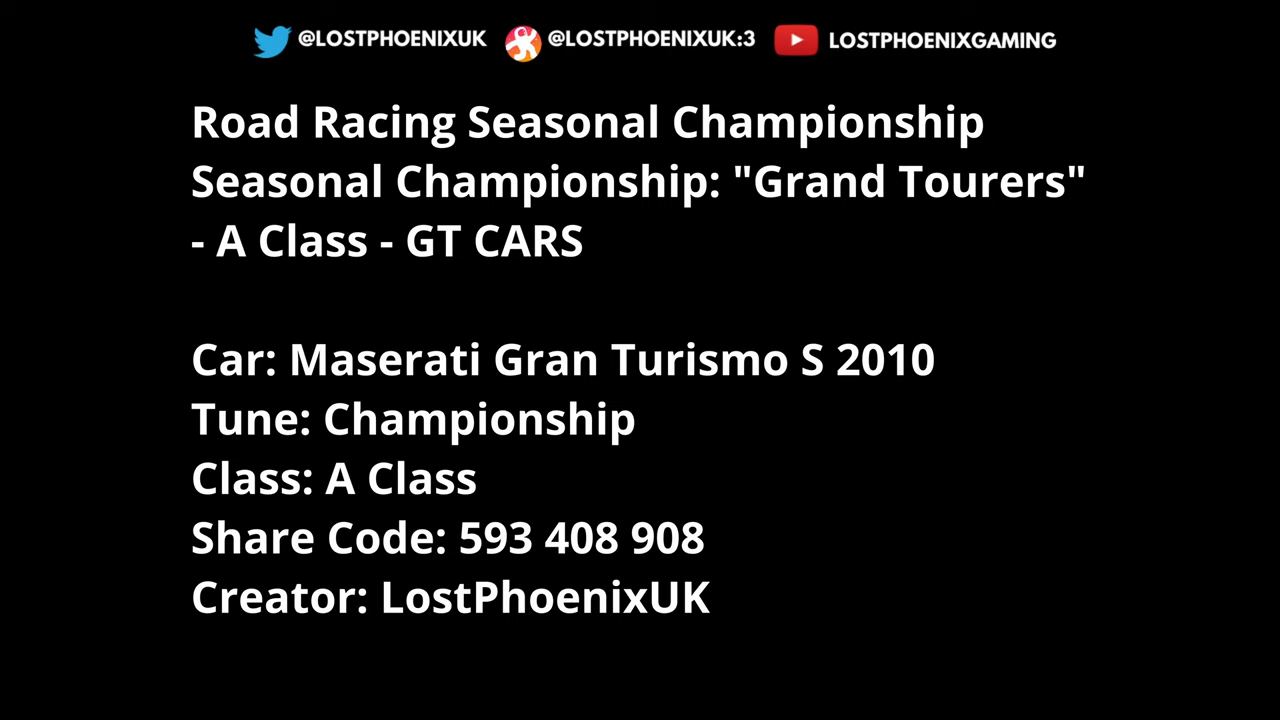 @LOSTPHOENIXUK @LOSTPHOENIXUK:3 LOSTPHOENIXGAMING
Road Racing Seasonal Championship
Seasonal Championship: "Grand Tourers"
- A Class - GT CARS
Car: Maserati Gran Turismo S 2010
Tune: Championship
Class: A Class
Share Code: 593 408 908
Creator: LostPhoenixUK